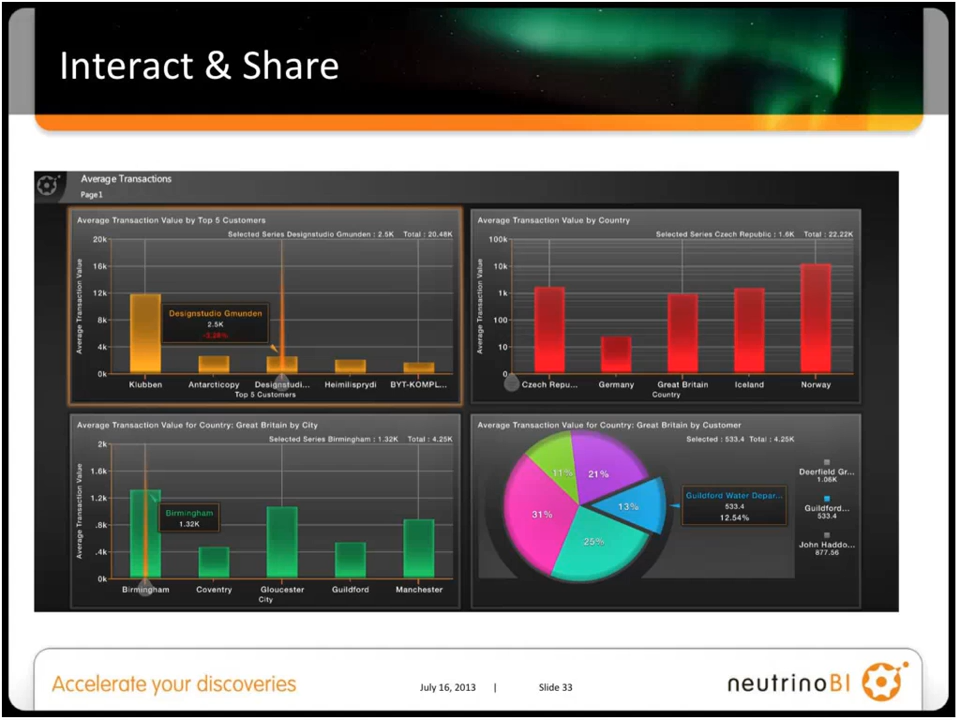 Interact & Share
Average Transactions
Page1
Average Transaction Value by Top 5 Customers
Selected Series Designstudio Gmunden : 2.5K Total : 20.48K
20k
16k
12k
8k
4k
0k
Average Transaction Value
Designstudio Gmunden
2.5K
-3.28%
Klubben
Antarcticopy
Designstudi...
Heimilisprydi
BYT-KOMPL...
Top 5 Customers
Average Transaction Value by Country
Selected Series Czech Republic : 1.6K Total : 22.22K
100k
10k
1k
100
10
0
Average Transaction Value
Czech Repu...
Germany
Great Britain
Iceland
Norway
Country
Average Transaction Value for Country: Great Britain by City
Selected Series Birmingham : 1.32K Total : 4.25K
2k
1.6k
1.2k
.8k
.4k
0k
Average Transaction Value
Birmingham
1.32K
Birmingham
Coventry
Gloucester
Guildford
Manchester
City
Average Transaction Value for Country: Great Britain by Customer
Selected : 533.4 Total : 4.25K
11%
21%
13%
25%
31%
Guildford Water Depar...
533.4
12.54%
Deerfield Gr...
1.06K
Guildford...
533.4
John Haddo...
877.56
Accelerate your discoveries
July 16, 2013 | Slide 33
neutrinoBI